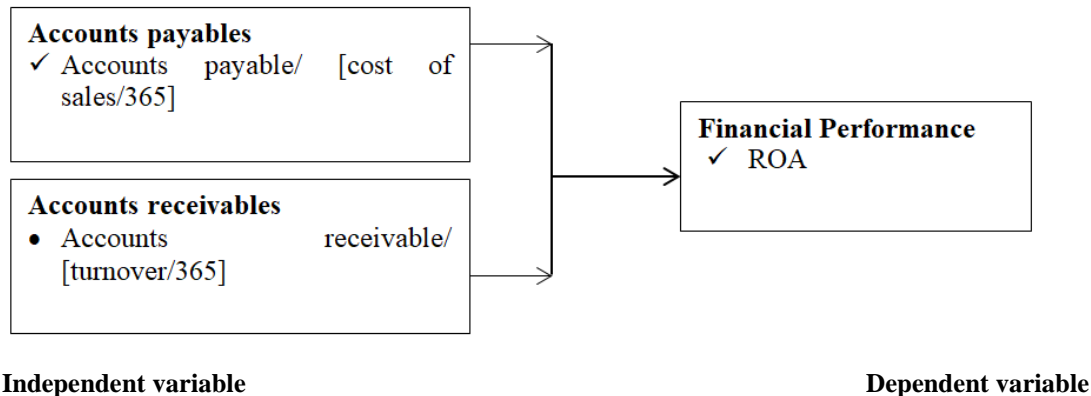 Accounts payables
✓ Accounts payable/ [cost of
sales/365]
Accounts receivables
• Accounts receivable/
[turnover/365]
Financial Performance
✓ ROA
Independent variable
Dependent variable